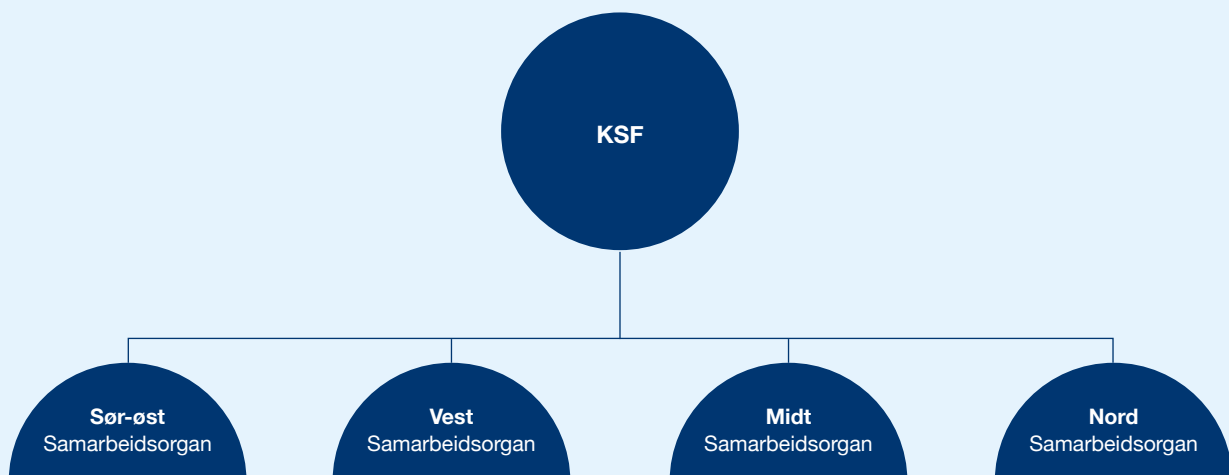 KSF
Sør-øst
Samarbeidsorgan
Vest
Samarbeidsorgan
Midt
Samarbeidsorgan
Nord
Samarbeidsorgan